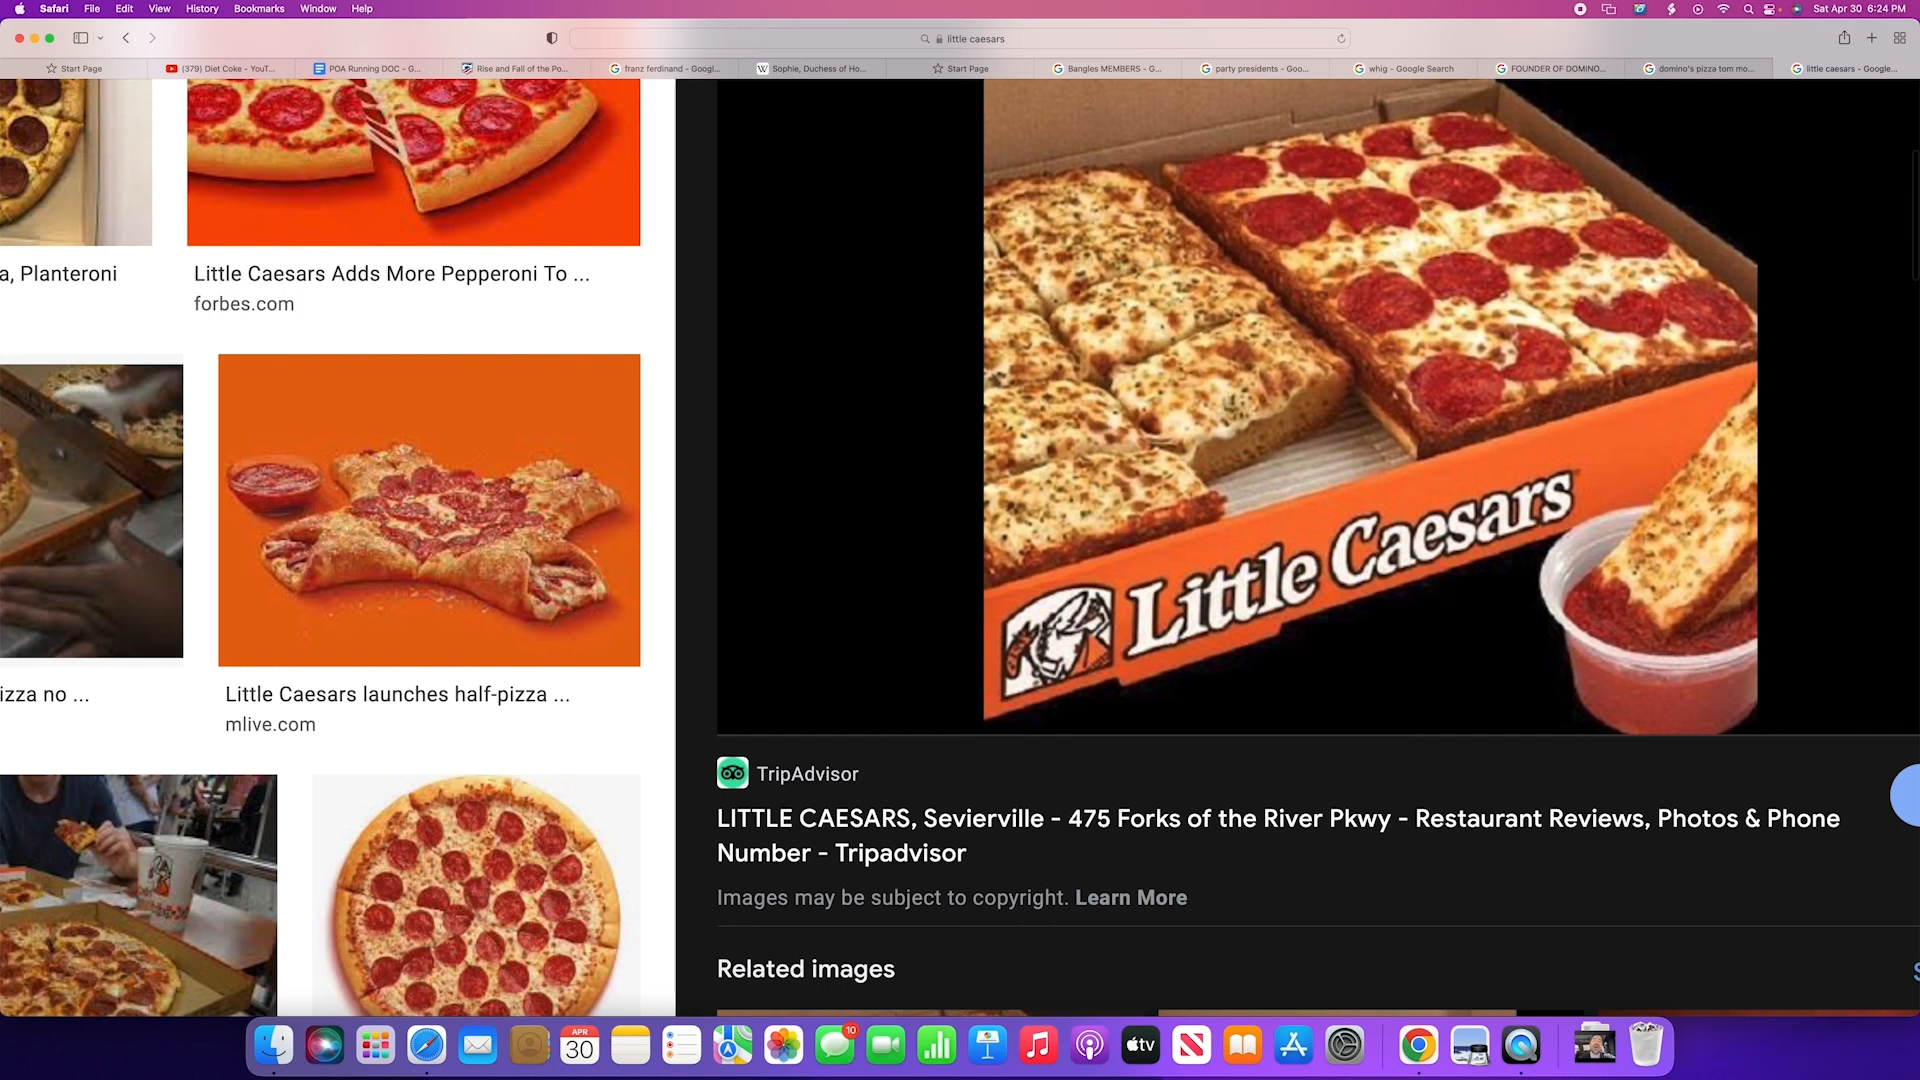 Safari File Edit View History Bookmarks Window Help
Sat Apr 30 6:24 PM
little caesars
Start Page
(379) Diet Coke - YouT...
POA Running DOC - G...
Rise and Fall of the Po...
franz ferdinand - Googl...
Sophie, Duchess of Ho...
Start Page
Bangles MEMBERS - G...
party presidents - Goo...
whig - Google Search
FOUNDER OF DOMINO...
domino's pizza tom mo...
little caesars - Google...
a, Planteroni
Little Caesars Adds More Pepperoni To ...
forbes.com
izza no ...
Little Caesars launches half-pizza ...
mlive.com
Little Caesars
TripAdvisor
LITTLE CAESARS, Sevierville - 475 Forks of the River Pkwy - Restaurant Reviews, Photos & Phone
Number - Tripadvisor
Images may be subject to copyright. Learn More
Related images
S
APR
30
10
tv